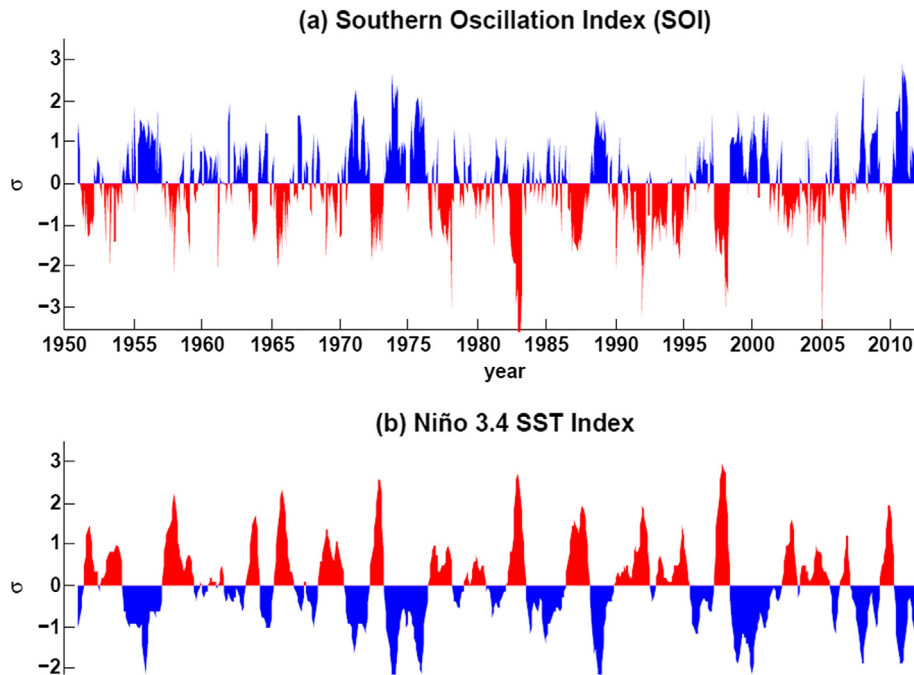 (a) Southern Oscillation Index (SOI)
3
2
1
σ
0
−1
−2
−3
1950 1955 1960 1965 1970 1975 1980 1985 1990 1995 2000 2005 2010
year
(b) Niño 3.4 SST Index
3
2
1
σ
0
-1
-2